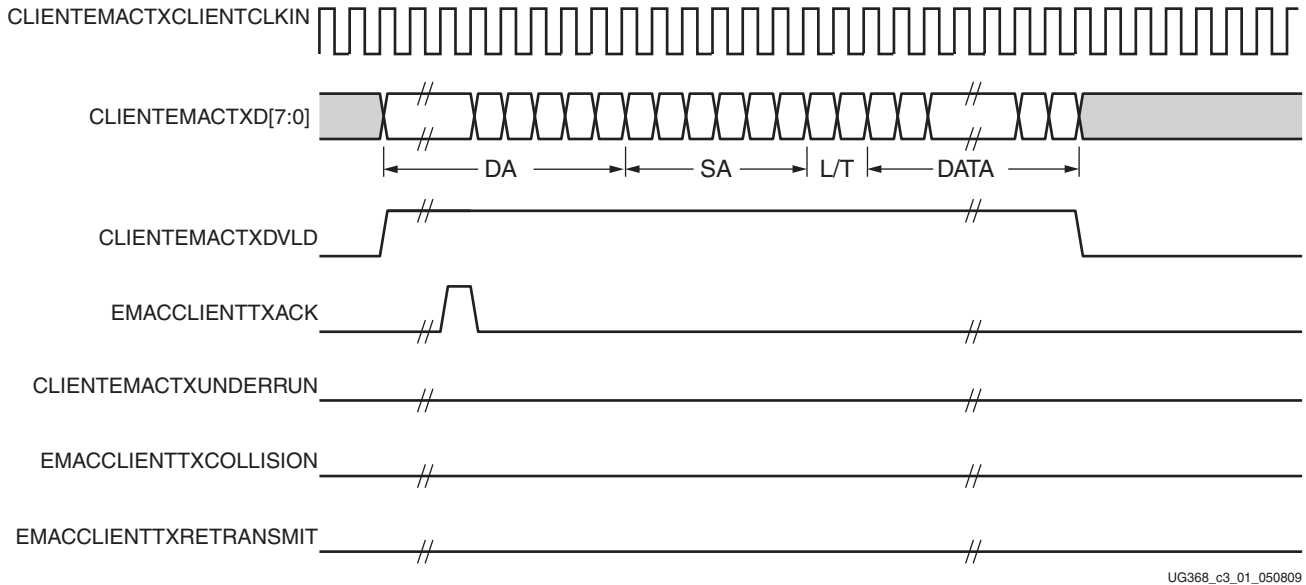 CLIENTEMACTXCLIENTCLKIN
CLIENTEMACTXD[7:0]
DA SA L/T DATA
CLIENTEMACTXDVLD
EMACCLIENTTXACK
CLIENTEMACTXUNDERRUN
EMACCLIENTTXCOLLISION
EMACCLIENTTXRETRANSMIT
UG368_c3_01_050809